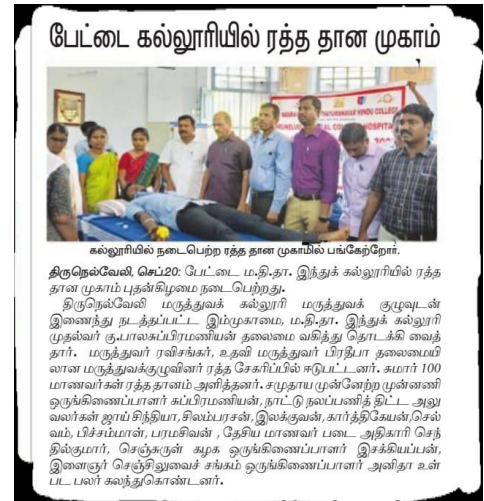 பேட்டை கல்லூரியில் ரத்த தான முகாம்
HINDU COLLEGE
கல்லூரியில் நடைபெற்ற ரத்த தான முகாமில் பங்கேற்றோர்.
திருநெல்வேலி, செப்20: பேட்டை ம.தி.தா. இந்துக் கல்லூரியில் ரத்த
தான முகாம் புதன்கிழமை நடைபெற்றது.
திருநெல்வேலி மருத்துவக் கல்லூரி மருத்துவக் குழுவுடன்
இணைந்து நடத்தப்பட்ட இம்முகாமை, ம.தி.தா. இந்துக் கல்லூரி
முதல்வர் கு.பாலசுப்பிரமணியன் தலைமை வகித்து தொடக்கி வைத்
தார். மருத்துவர் ரவிசங்கர், உதவி மருத்துவர் பிரதீபா தலைமையி
லான மருத்துவக்குழுவினர் ரத்த சேகரிப்பில் ஈடுபட்டனர். சுமார் 100
மாணவர்கள் ரத்த தானம் அளித்தனர். சமுதாய முன்னேற்ற முன்னணி
ஒருங்கிணைப்பாளர் சுப்பிரமணியன், நாட்டு நலப்பணித் திட்ட அலு
வலர்கள் ஜாய் சிந்தியா, சிலம்பரசன், இலக்குவன், கார்த்திகேயன்,செல்
வம், பிச்சம்மாள், பரமசிவன் , தேசிய மாணவர் படை அதிகாரி செந்
தில்குமார், செஞ்சுருள் கழக ஒருங்கிணைப்பாளர் இசக்கியப்பன்,
இளைஞர் செஞ்சிலுவைச் சங்கம் ஒருங்கிணைப்பாளர் அனிதா உள்
பட பலர் கலந்துகொண்டனர்.